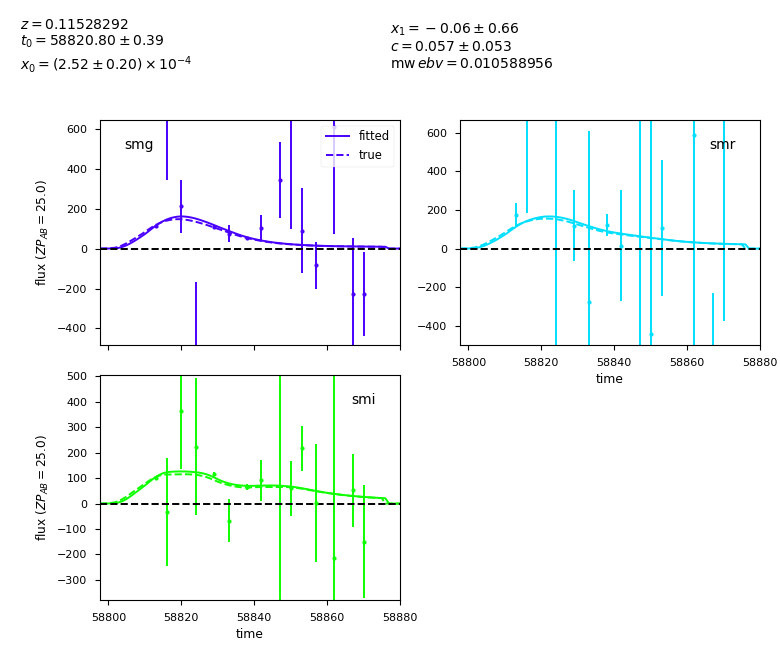 z = 0.11528292
t₀ = 58820.80 ± 0.39
x₀ = (2.52 ± 0.20) × 10⁻⁴
x₁ = −0.06 ± 0.66
c = 0.057 ± 0.053
mw ebv = 0.010588956
smg
fitted
true
600
400
200
0
−200
−400
flux (ZP_AB = 25.0)
smr
600
400
200
0
−200
−400
58800 58820 58840 58860 58880
time
smi
500
400
300
200
100
0
−100
−200
−300
flux (ZP_AB = 25.0)
58800 58820 58840 58860 58880
time